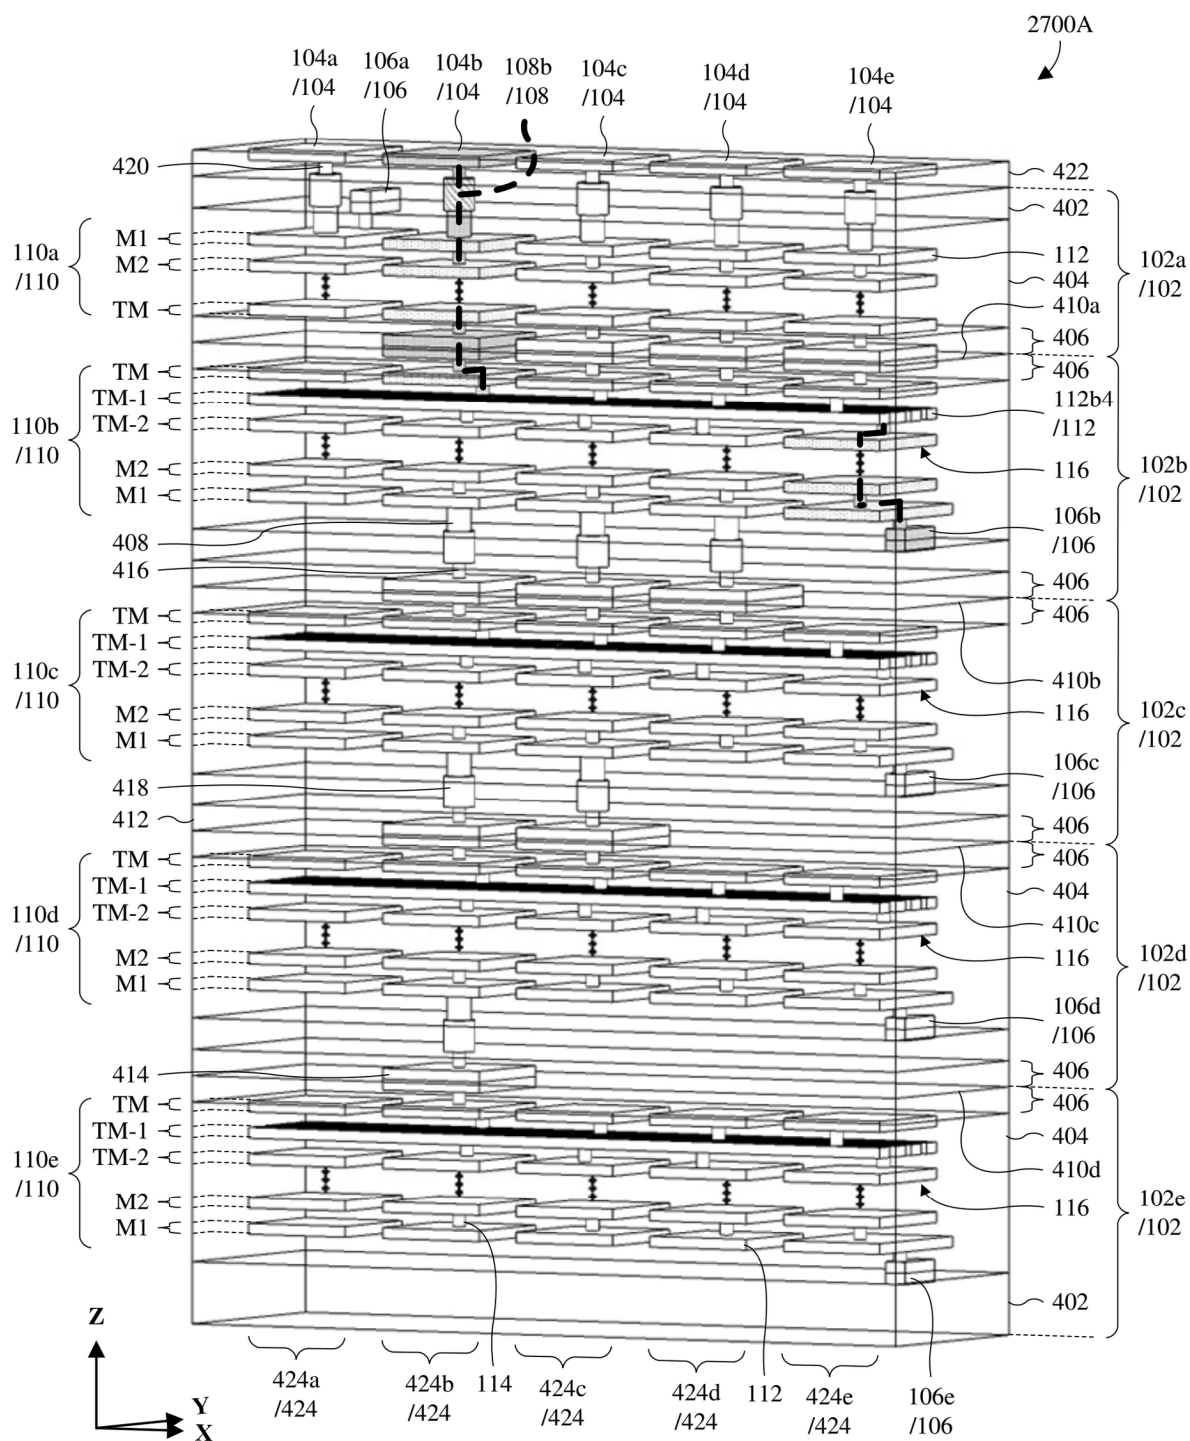 2700A
104a
/104
106a
/106
104b
/104
108b
/108
104c
/104
104d
/104
104e
/104
420
422
402
110a
/110
M1
M2
TM
112
404
410a
102a
/102
406
406
110b
/110
TM
TM-1
TM-2
M2
M1
112b4
/112
116
102b
/102
106b
/106
408
416
406
406
110c
/110
TM
TM-1
TM-2
M2
M1
410b
116
102c
/102
106c
/106
418
412
406
406
110d
/110
TM
TM-1
TM-2
M2
M1
404
410c
116
102d
/102
106d
/106
414
406
406
110e
/110
TM
TM-1
TM-2
M2
M1
404
410d
116
102e
/102
402
Z
Y
X
424a
/424
424b
/424
114
424c
/424
424d
/424
112
424e
/424
106e
/106